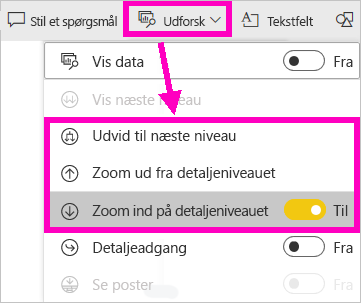 Stil et spørgsmål Udforsk Tekstfelt
Vis data Fra
Vis næste niveau
Udvid til næste niveau
Zoom ud fra detaljeniveauet
Zoom ind på detaljeniveauet Til
Detaljeadgang Fra
Se poster Fra